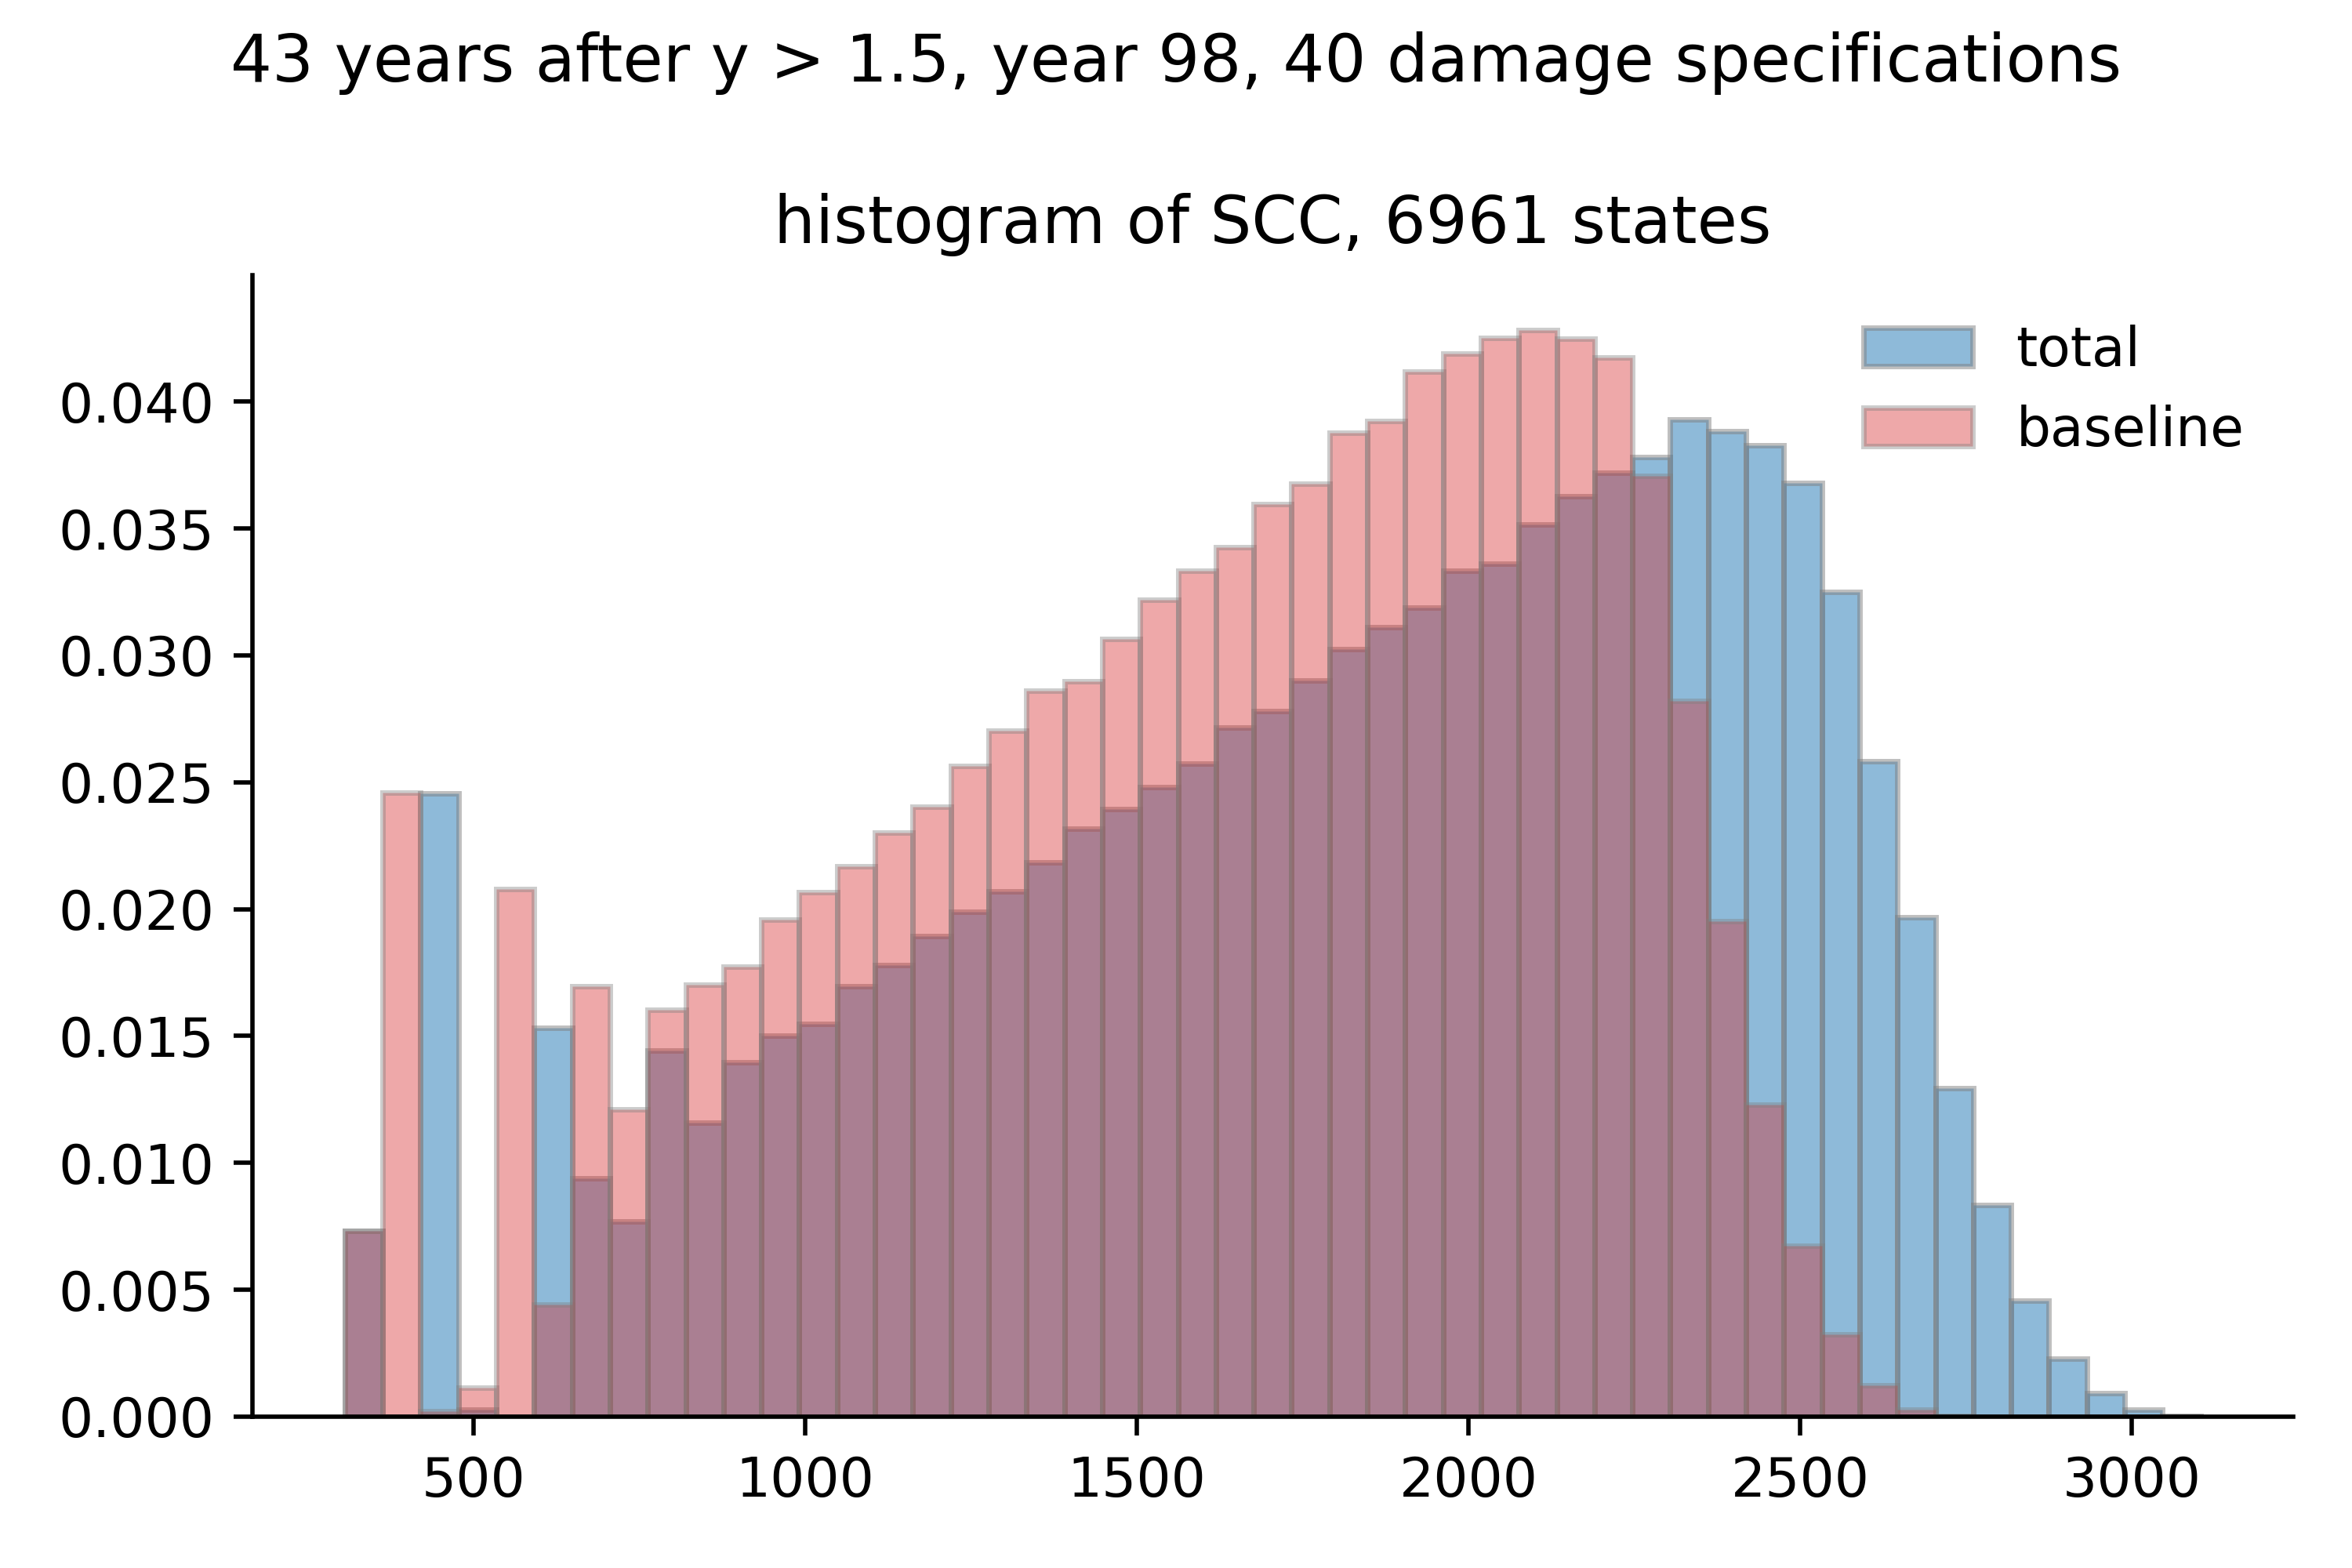 43 years after y > 1.5, year 98, 40 damage specifications
histogram of SCC, 6961 states
total
baseline
0.040
0.035
0.030
0.025
0.020
0.015
0.010
0.005
0.000
500 1000 1500 2000 2500 3000